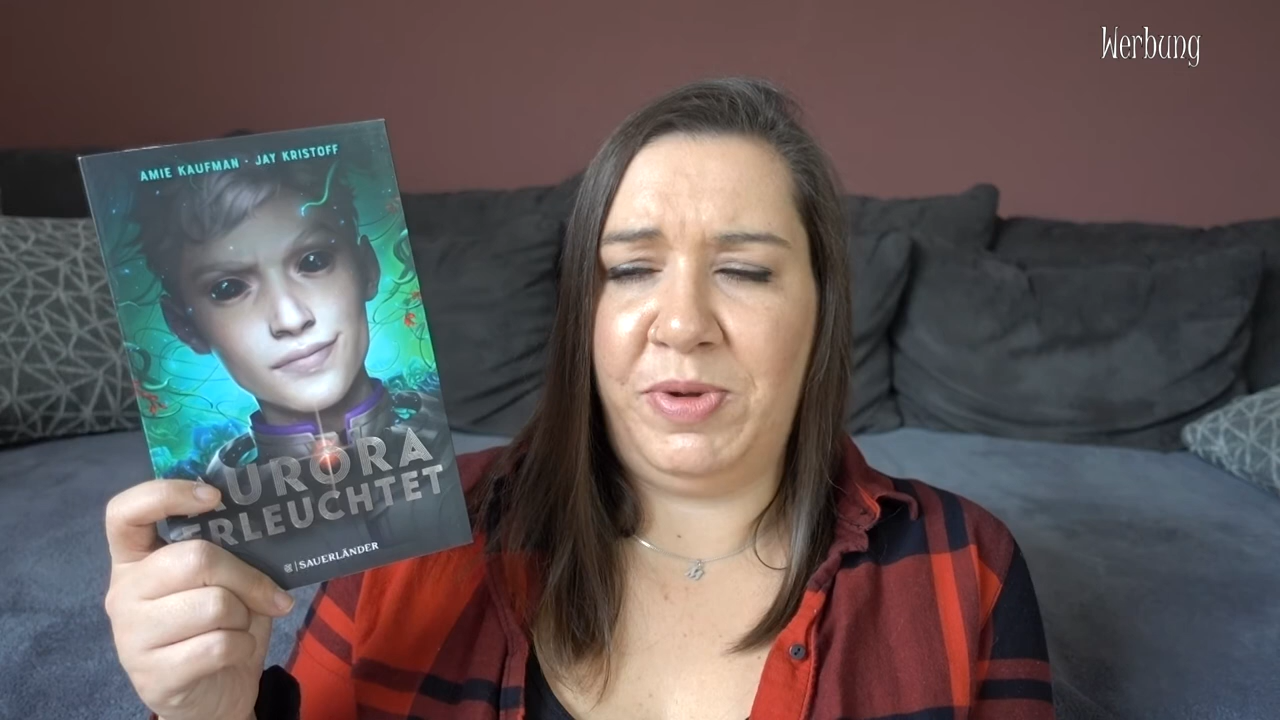 Werbung
AMIE KAUFMAN · JAY KRISTOFF
AURORA
ERLEUCHTET
SAUERLÄNDER